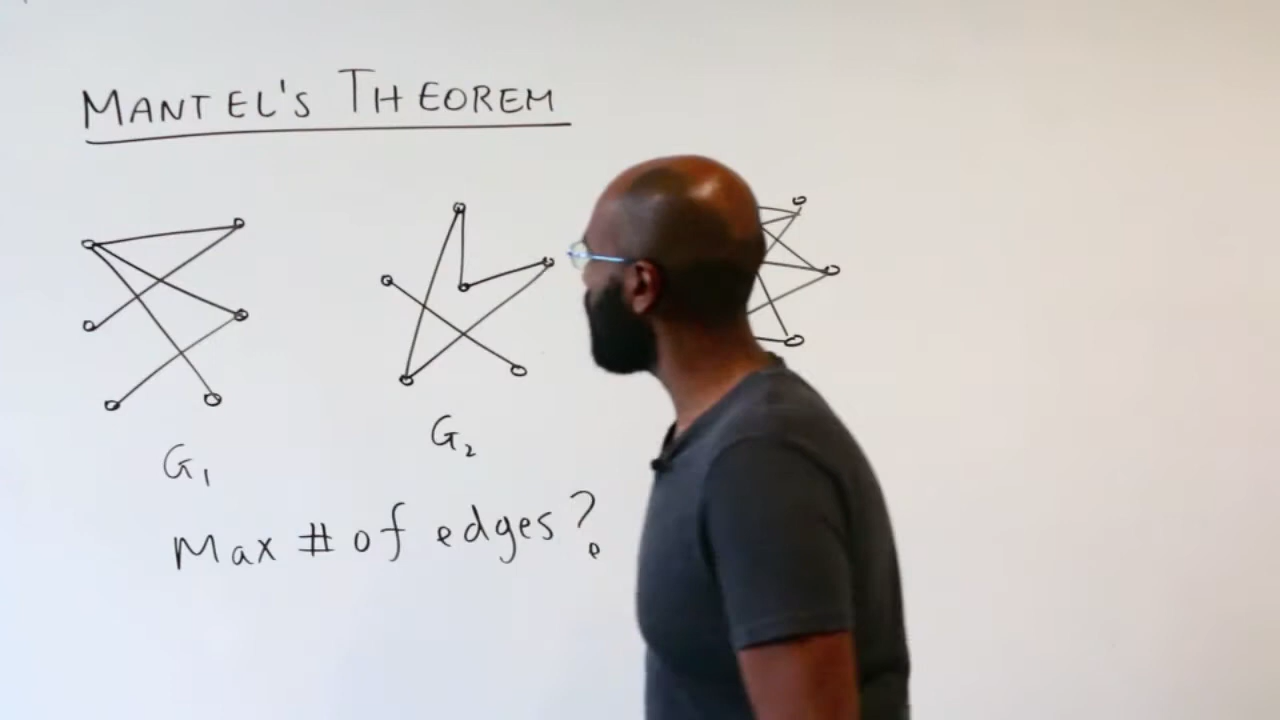 MANTEL'S THEOREM
G₁
G₂
Max # of edges?